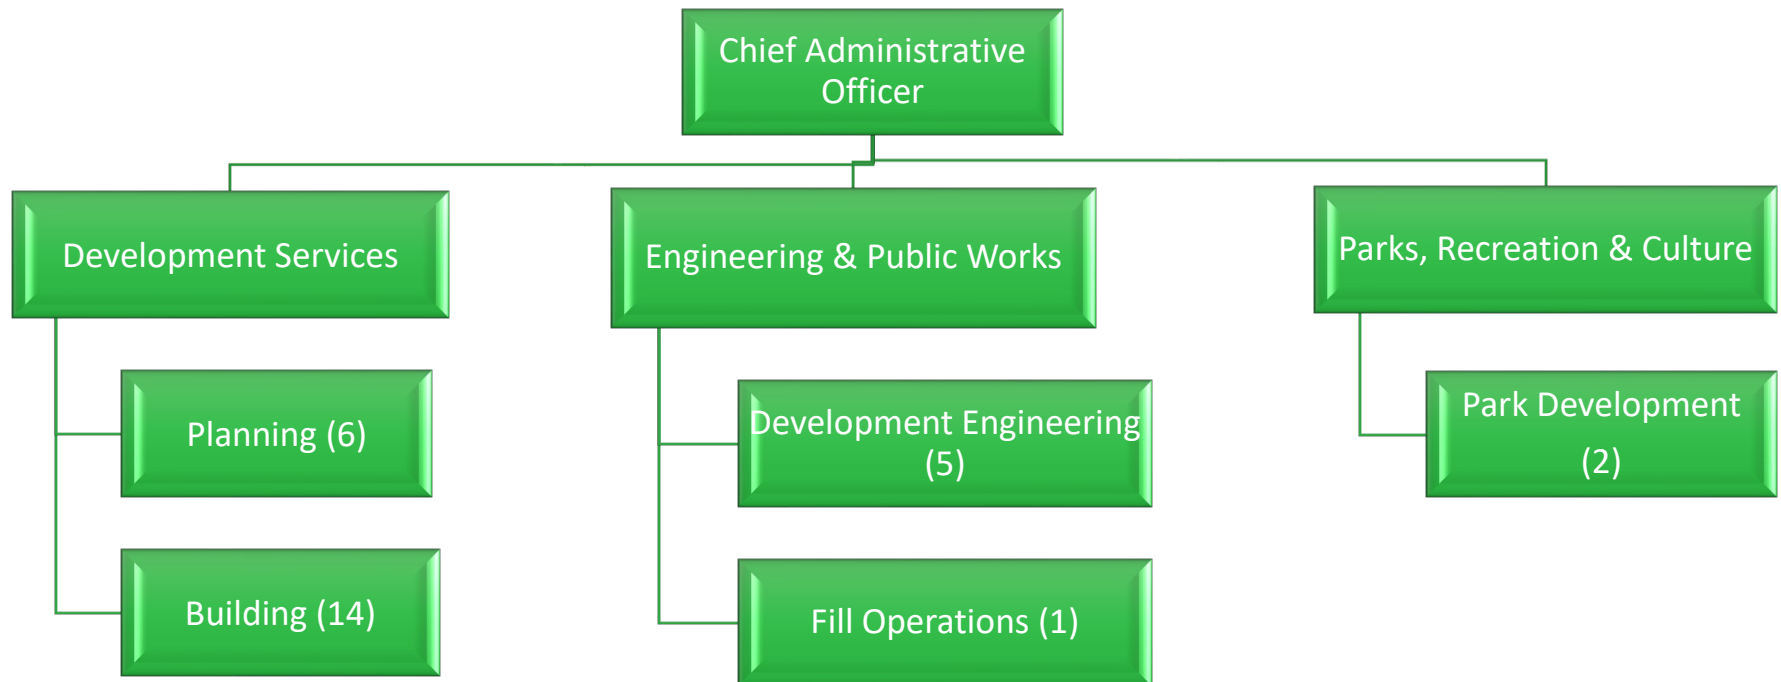 Chief Administrative
Officer
Development Services
Engineering & Public Works
Parks, Recreation & Culture
Planning (6)
Development Engineering
(5)
Park Development
(2)
Building (14)
Fill Operations (1)